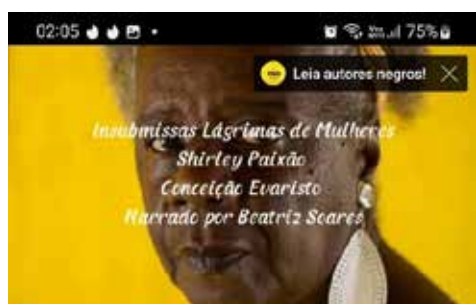 02:05
75%
Leia autores negros!
Insubmissas Lágrimas de Mulheres
Shirley Paixão
Conceição Evaristo
Narrado por Beatriz Soares